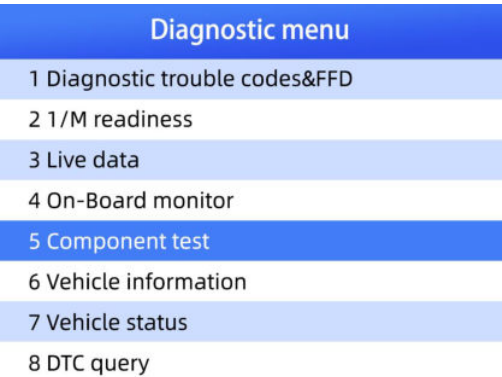 Diagnostic menu
1 Diagnostic trouble codes&FFD
2 1/M readiness
3 Live data
4 On-Board monitor
5 Component test
6 Vehicle information
7 Vehicle status
8 DTC query